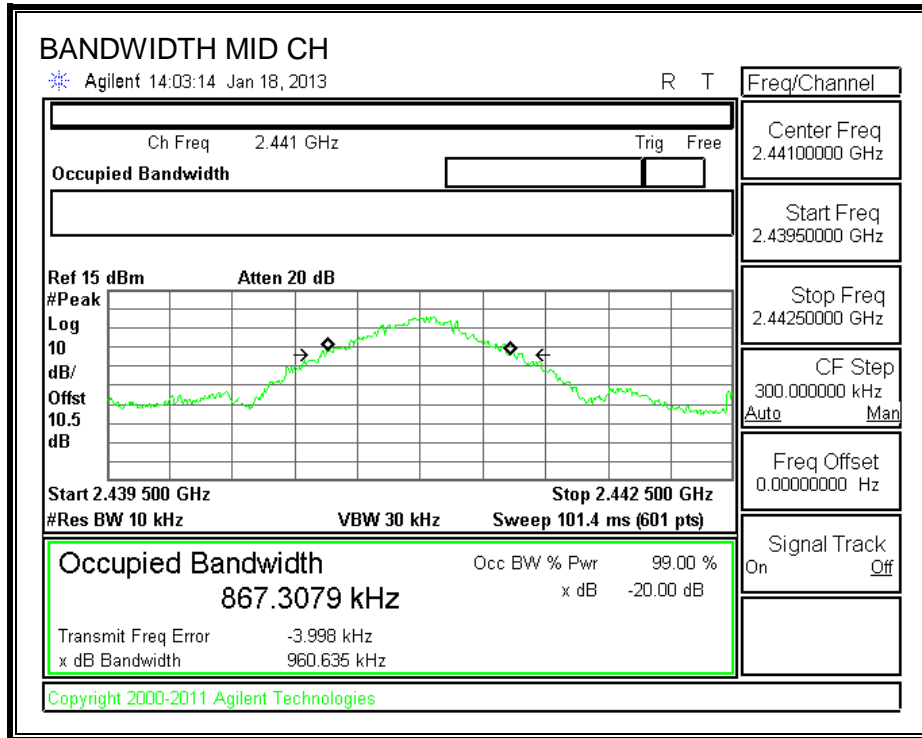 BANDWIDTH MID CH
Agilent 14:03:14 Jan 18, 2013 R T
Freq/Channel
Ch Freq 2.441 GHz Trig Free
Occupied Bandwidth
Center Freq
2.44100000 GHz
Start Freq
2.43950000 GHz
Stop Freq
2.44250000 GHz
CF Step
300.000000 kHz
Auto Man
Freq Offset
0.00000000 Hz
Signal Track
On Off
Ref 15 dBm Atten 20 dB
#Peak
Log
10
dB/
Offst
10.5
dB
Start 2.439 500 GHz Stop 2.442 500 GHz
#Res BW 10 kHz VBW 30 kHz Sweep 101.4 ms (601 pts)
Occupied Bandwidth Occ BW % Pwr 99.00 %
867.3079 kHz x dB -20.00 dB
Transmit Freq Error -3.998 kHz
x dB Bandwidth 960.635 kHz
Copyright 2000-2011 Agilent Technologies